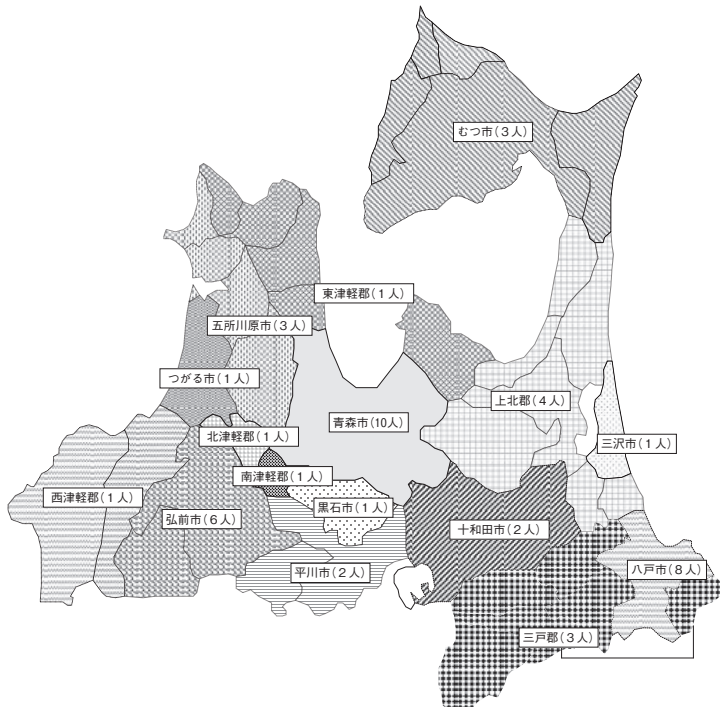 むつ市(3人)
東津軽郡(1人)
五所川原市(3人)
つがる市(1人)
上北郡(4人)
青森市(10人)
北津軽郡(1人)
三沢市(1人)
南津軽郡(1人)
西津軽郡(1人)
黒石市(1人)
弘前市(6人)
十和田市(2人)
平川市(2人)
八戸市(8人)
三戸郡(3人)